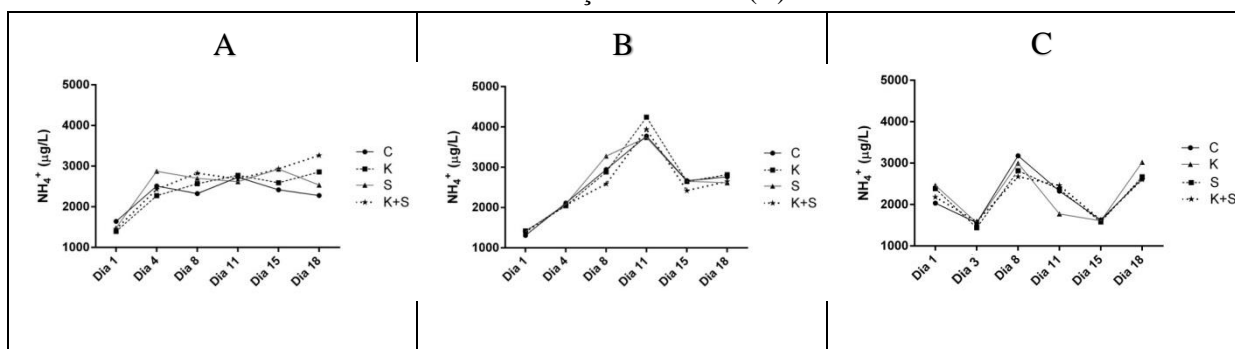 A
B
C
NH₄⁺ (µg/L)
5000
4000
3000
2000
1000
Dia 1
Dia 4
Dia 8
Dia 11
Dia 15
Dia 18
C
K
S
K+S
NH₄⁺ (µg/L)
5000
4000
3000
2000
1000
Dia 1
Dia 4
Dia 8
Dia 11
Dia 15
Dia 18
C
K
S
K+S
NH₄⁺ (µg/L)
5000
4000
3000
2000
1000
Dia 1
Dia 3
Dia 8
Dia 11
Dia 15
Dia 18
C
K
S
K+S